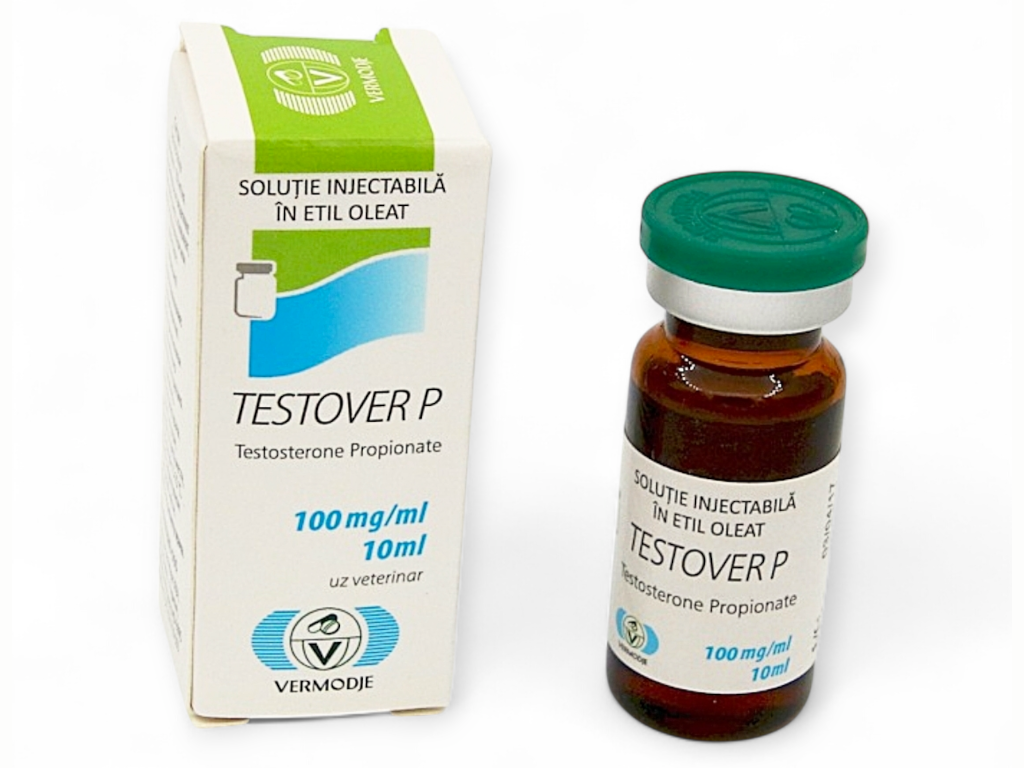 VERMODJE
SOLUȚIE INJECTABILĂ
ÎN ETIL OLEAT
TESTOVER P
Testosterone Propionate
100 mg/ml
10ml
uz veterinar
V
VERMODJE
SOLUȚIE INJECTABILĂ
ÎN ETIL OLEAT
TESTOVER P
Testosterone Propionate
100 mg/ml
10ml
VERMODJE